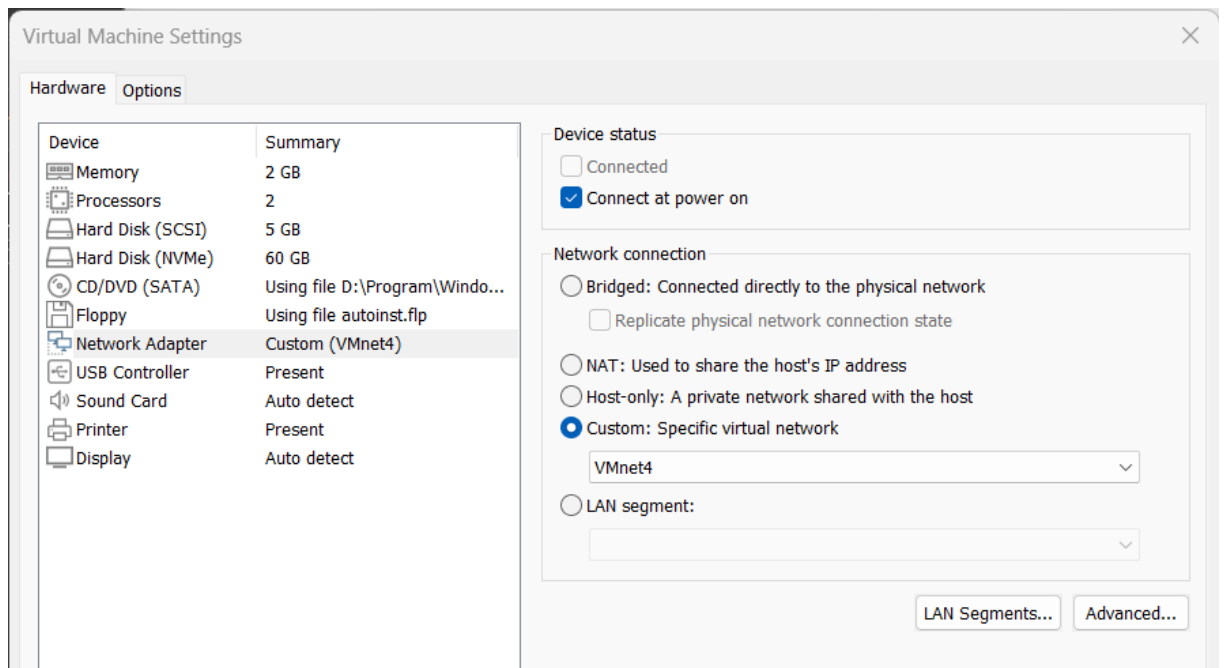 Virtual Machine Settings
Hardware Options
Device Summary
Memory 2 GB
Processors 2
Hard Disk (SCSI) 5 GB
Hard Disk (NVMe) 60 GB
CD/DVD (SATA) Using file D:\Program\Windo...
Floppy Using file autoinst.flp
Network Adapter Custom (VMnet4)
USB Controller Present
Sound Card Auto detect
Printer Present
Display Auto detect
Device status
Connected
Connect at power on
Network connection
Bridged: Connected directly to the physical network
Replicate physical network connection state
NAT: Used to share the host's IP address
Host-only: A private network shared with the host
Custom: Specific virtual network
VMnet4
LAN segment:
LAN Segments... Advanced...